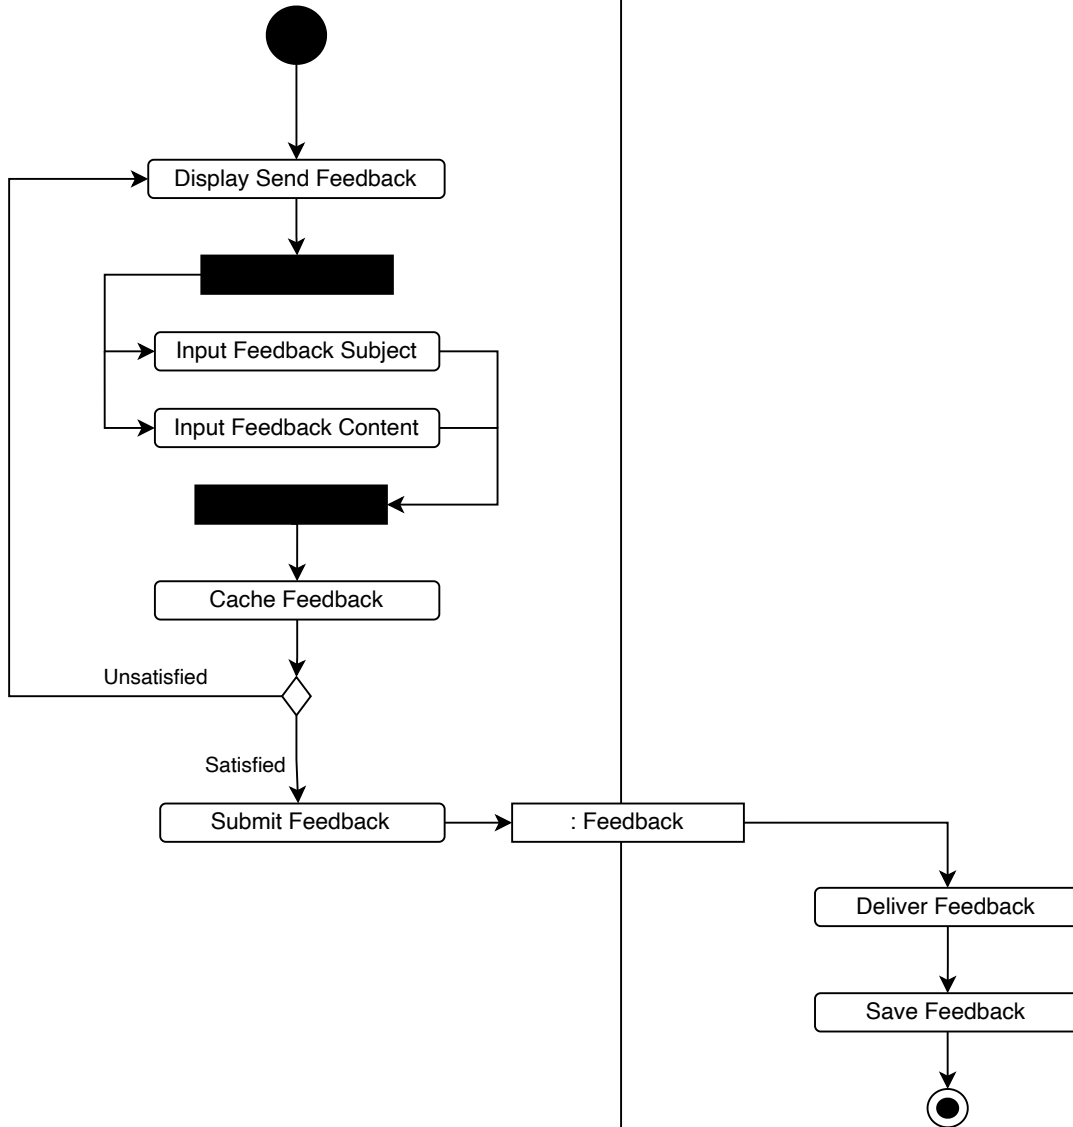 Display Send Feedback
Input Feedback Subject
Input Feedback Content
Cache Feedback
Unsatisfied
Satisfied
Submit Feedback
: Feedback
Deliver Feedback
Save Feedback